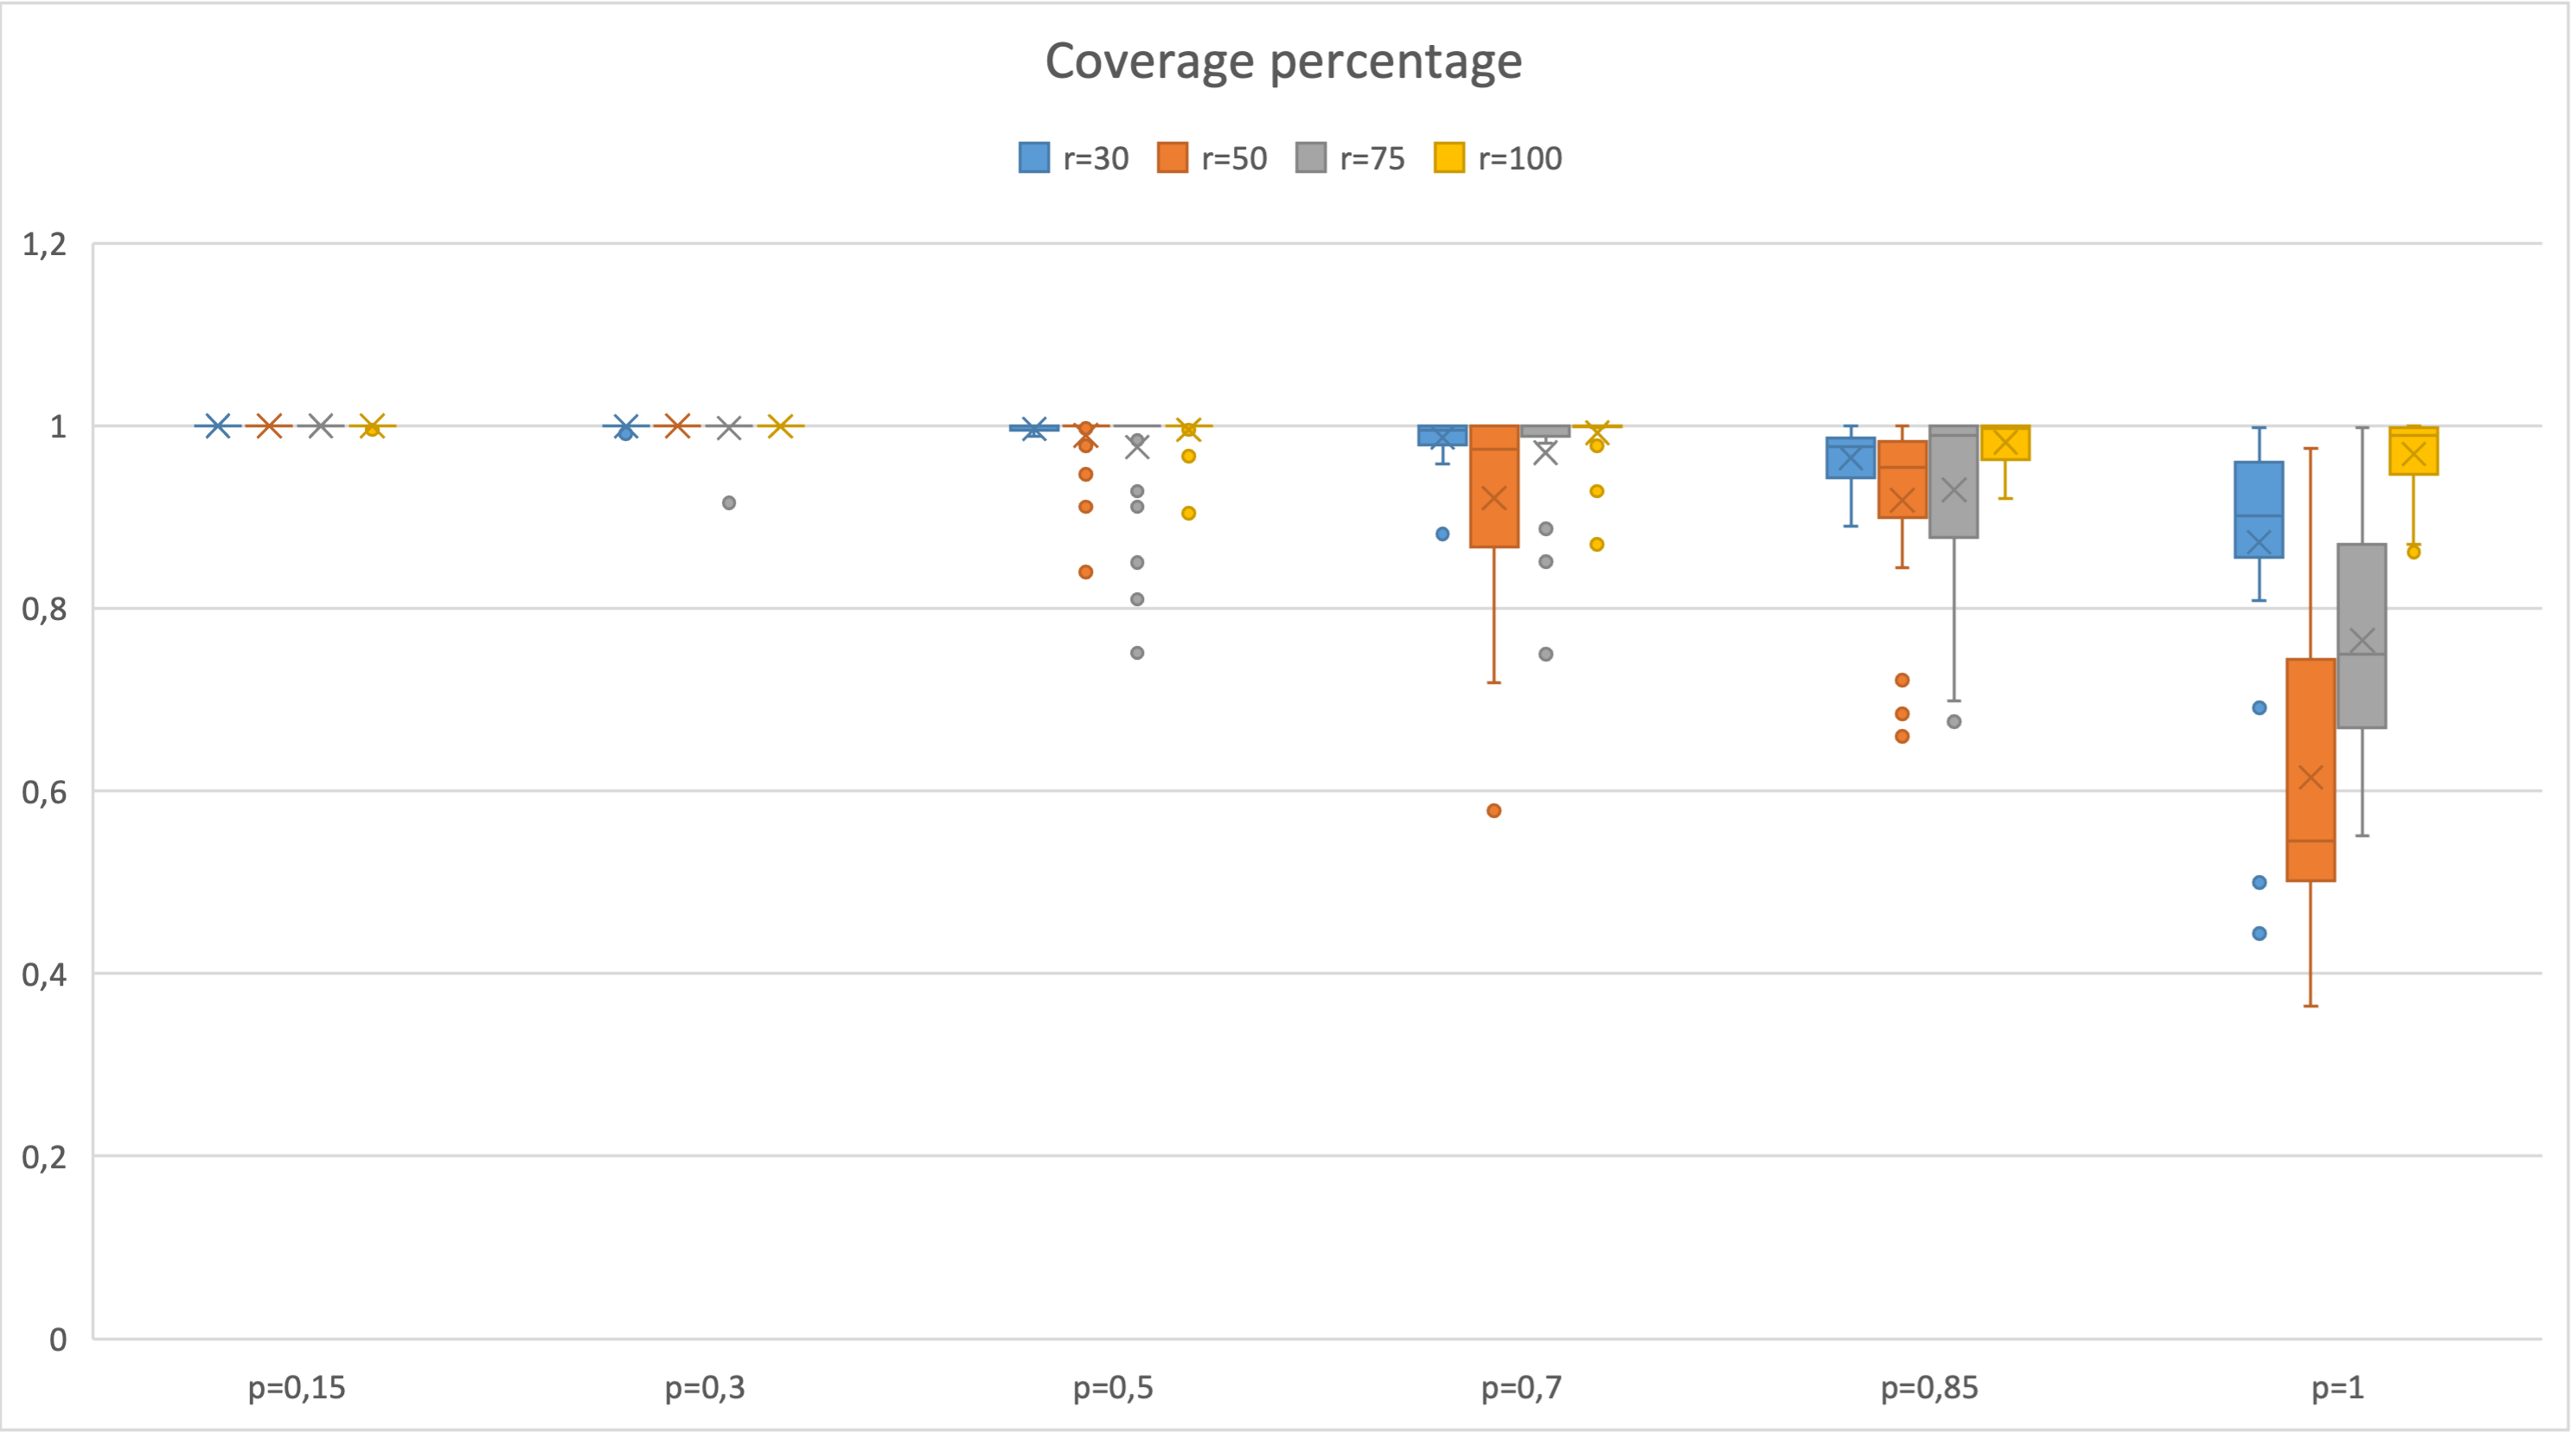 Coverage percentage
r=30 r=50 r=75 r=100
1,2
1
0,8
0,6
0,4
0,2
0
p=0,15 p=0,3 p=0,5 p=0,7 p=0,85 p=1